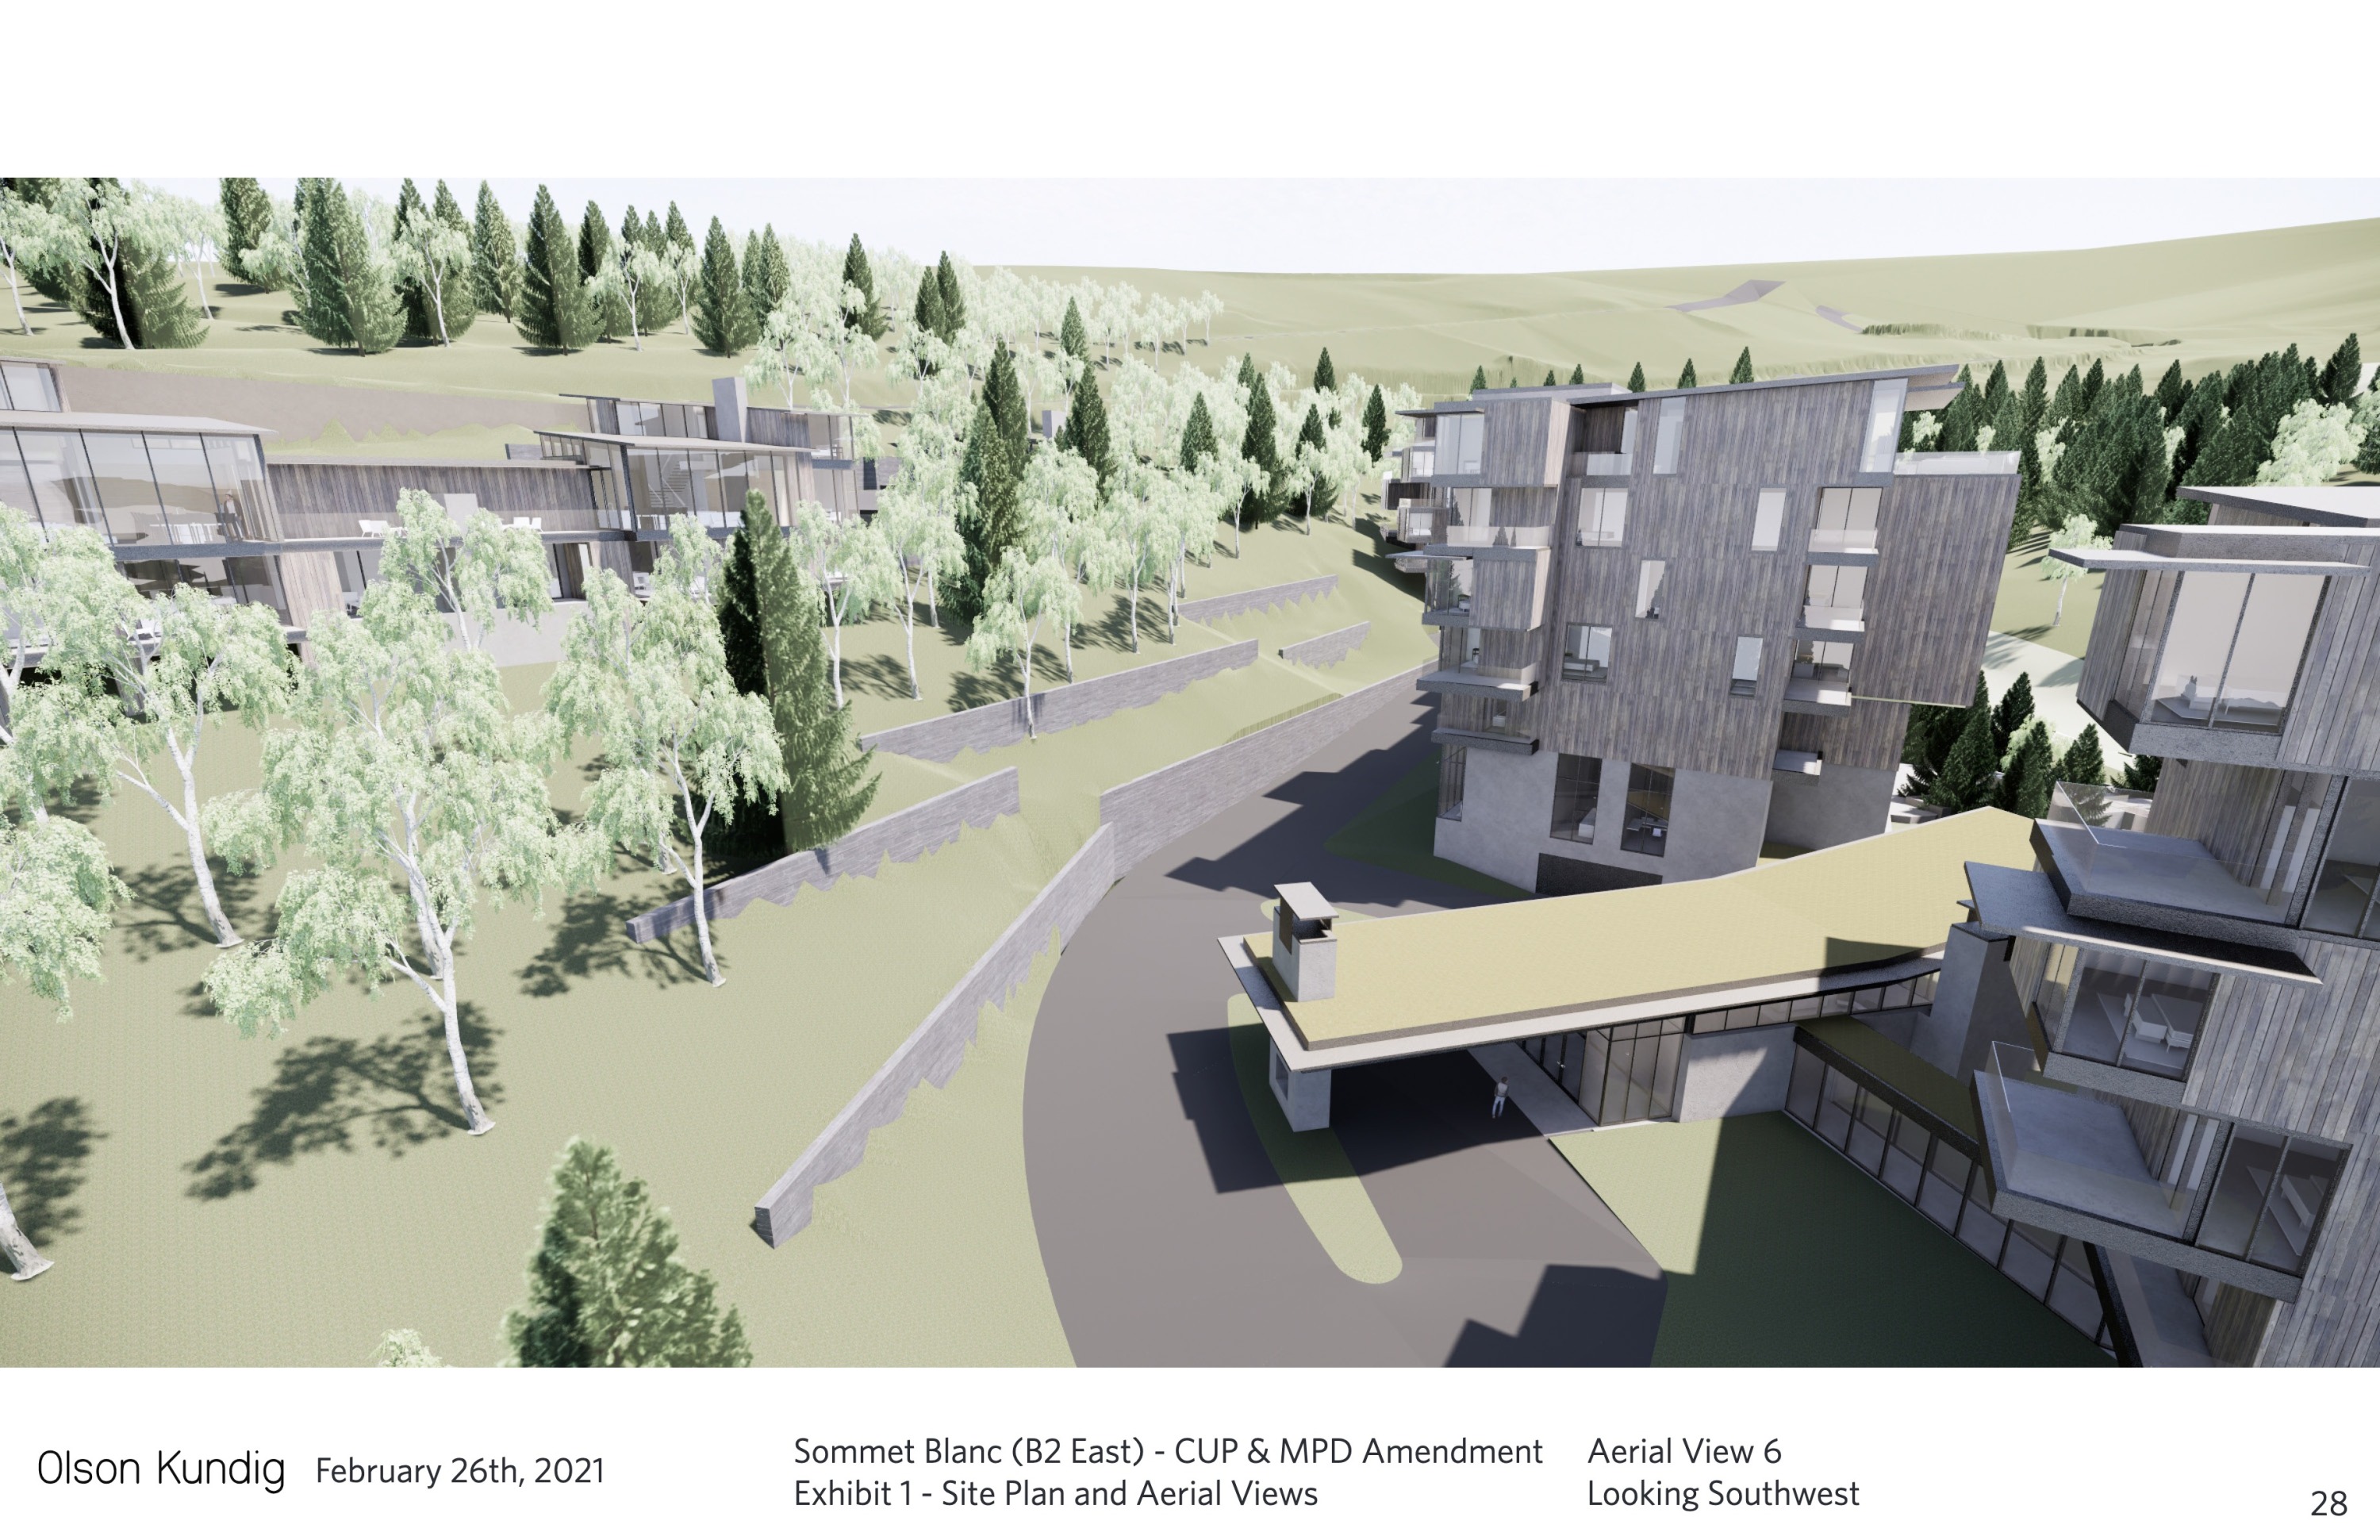 Olson Kundig
February 26th, 2021
Sommet Blanc (B2 East) - CUP & MPD Amendment
Exhibit 1 - Site Plan and Aerial Views
Aerial View 6
Looking Southwest
28